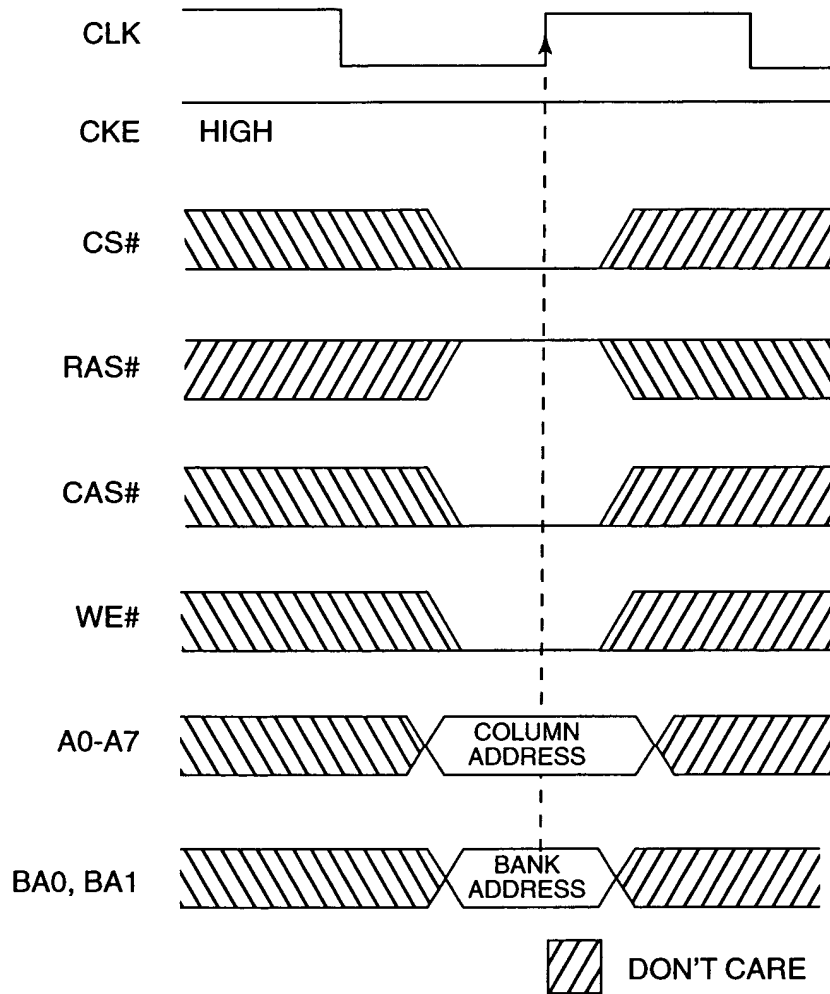 CLK
CKE HIGH
CS#
RAS#
CAS#
WE#
A0-A7 COLUMN
ADDRESS
BA0, BA1 BANK
ADDRESS
DON'T CARE